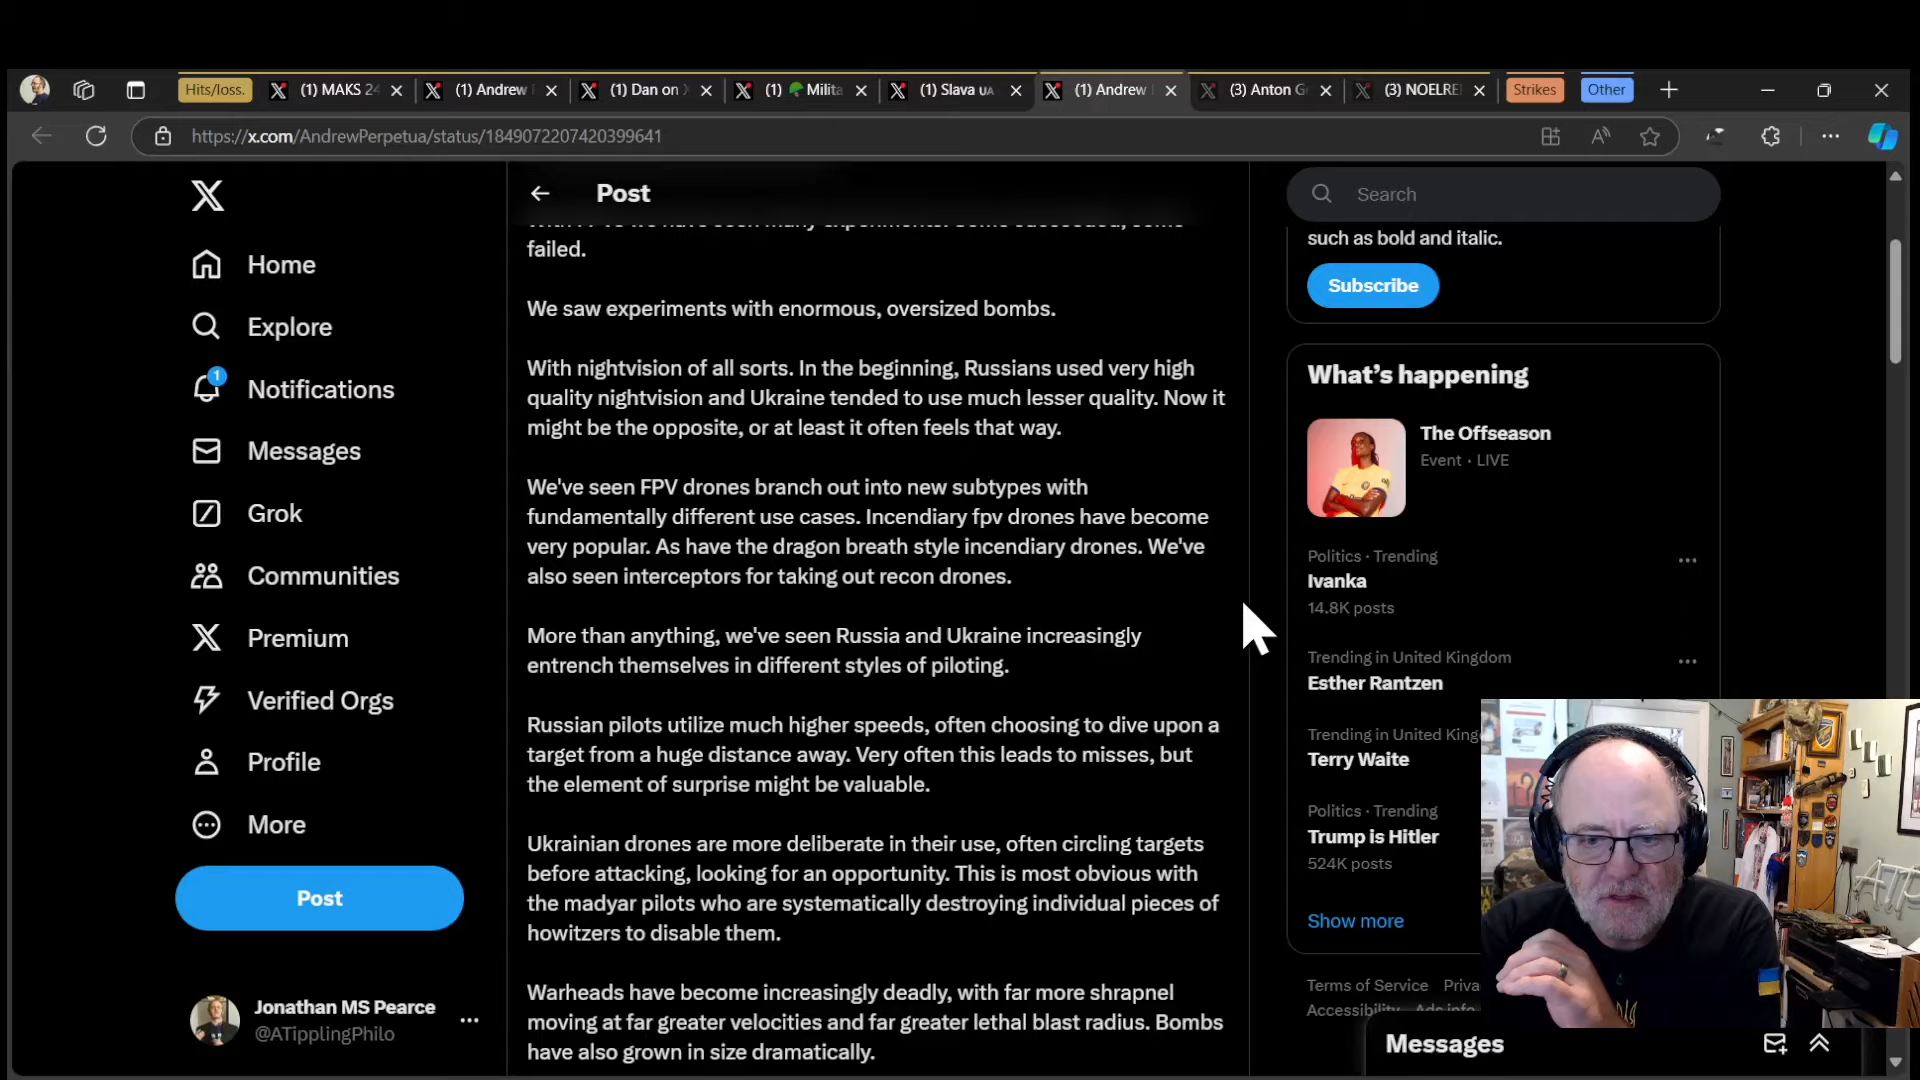 Hits/loss.
(1) MAKS 24
(1) Andrew
(1) Dan on X
(1) Milita
(1) Slava UA
(1) Andrew
(3) Anton G
(3) NOELRE
Strikes
Other
https://x.com/AndrewPerpetua/status/1849072207420399641
Home
Explore
1
Notifications
Messages
Grok
Communities
Premium
Verified Orgs
Profile
More
Post
Jonathan MS Pearce
@ATipplingPhilo
Post
failed.
We saw experiments with enormous, oversized bombs.
With nightvision of all sorts. In the beginning, Russians used very high
quality nightvision and Ukraine tended to use much lesser quality. Now it
might be the opposite, or at least it often feels that way.
We've seen FPV drones branch out into new subtypes with
fundamentally different use cases. Incendiary fpv drones have become
very popular. As have the dragon breath style incendiary drones. We've
also seen interceptors for taking out recon drones.
More than anything, we've seen Russia and Ukraine increasingly
entrench themselves in different styles of piloting.
Russian pilots utilize much higher speeds, often choosing to dive upon a
target from a huge distance away. Very often this leads to misses, but
the element of surprise might be valuable.
Ukrainian drones are more deliberate in their use, often circling targets
before attacking, looking for an opportunity. This is most obvious with
the madyar pilots who are systematically destroying individual pieces of
howitzers to disable them.
Warheads have become increasingly deadly, with far more shrapnel
moving at far greater velocities and far greater lethal blast radius. Bombs
have also grown in size dramatically.
Search
such as bold and italic.
Subscribe
What's happening
The Offseason
Event · LIVE
Politics · Trending
Ivanka
14.8K posts
Trending in United Kingdom
Esther Rantzen
Trending in United King
Terry Waite
Politics · Trending
Trump is Hitler
524K posts
Show more
Terms of Service Priva
Accessibility Ads info
Messages